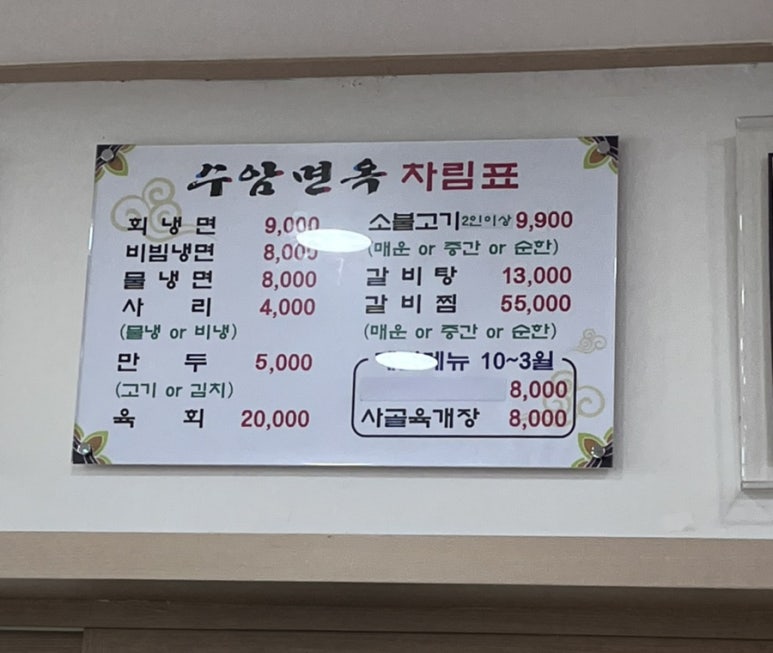 수암면옥 차림표
회냉면 9,000
비빔냉면 8,000
물냉면 8,000
사리 4,000
(물냉 or 비냉)
만두 5,000
(고기 or 김치)
육회 20,000
소불고기 2인이상 9,900
(매운 or 중간 or 순한)
갈비탕 13,000
갈비찜 55,000
(매운 or 중간 or 순한)
메뉴 10~3월
8,000
사골육개장 8,000